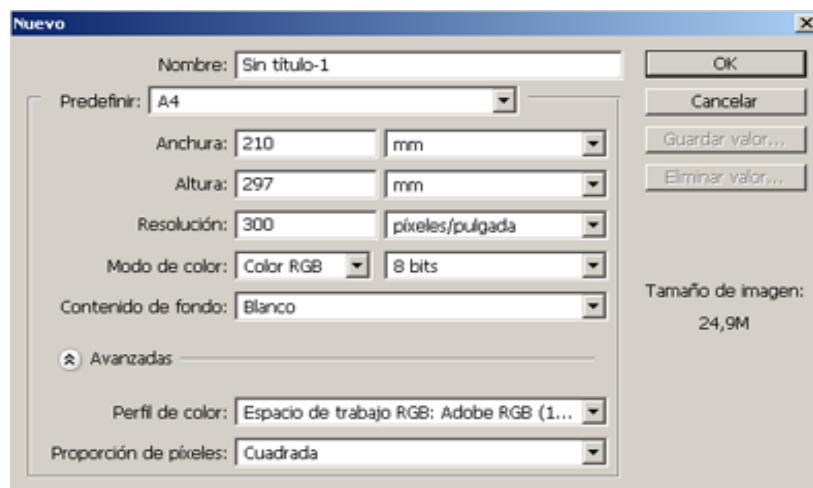 Nuevo
Nombre: Sin título-1
OK
Predefinir: A4
Cancelar
Anchura: 210 mm
Guardar valor...
Altura: 297 mm
Eliminar valor...
Resolución: 300 píxeles/pulgada
Modo de color: Color RGB 8 bits
Contenido de fondo: Blanco
Tamaño de imagen:
24,9M
Avanzadas
Perfil de color: Espacio de trabajo RGB: Adobe RGB (1...
Proporción de píxeles: Cuadrada